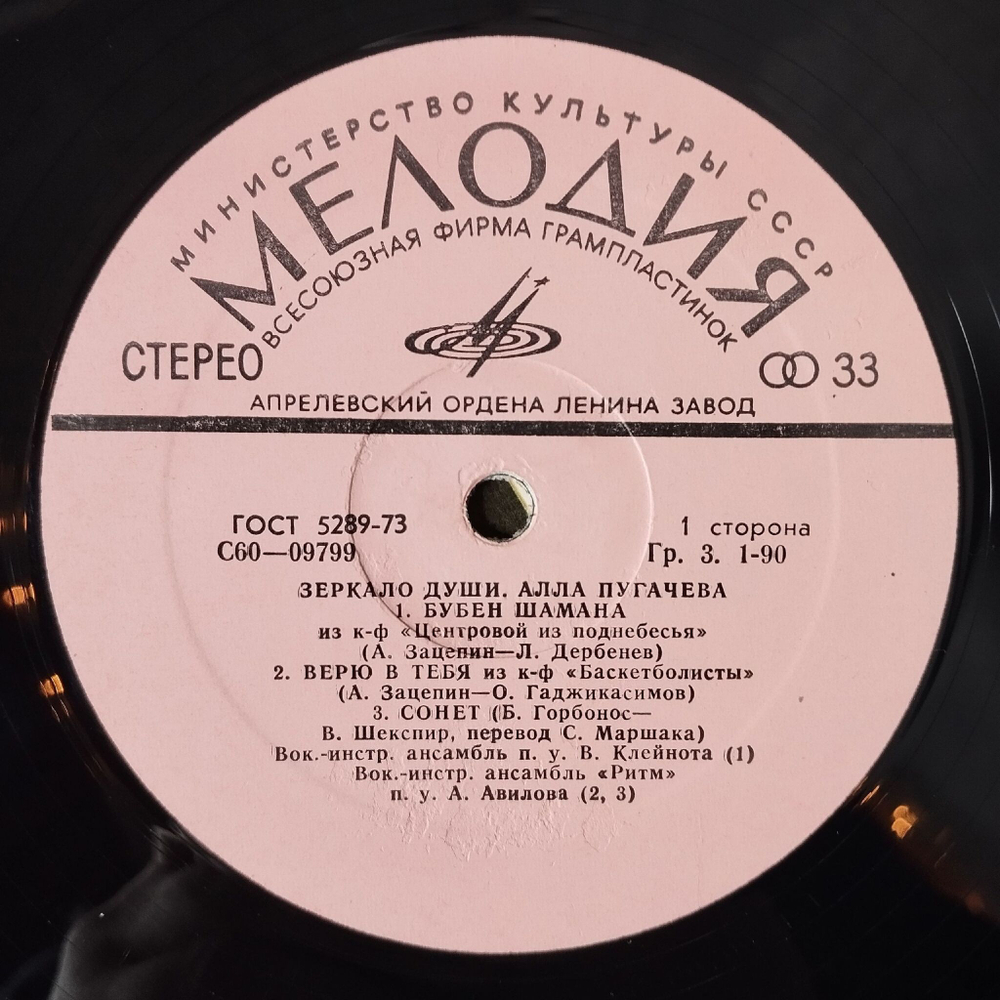 МИНИСТЕРСТВО КУЛЬТУРЫ СССР
МЕЛОДИЯ
ВСЕСОЮЗНАЯ ФИРМА ГРАМПЛАСТИНОК
СТЕРЕО
33
АПРЕЛЕВСКИЙ ОРДЕНА ЛЕНИНА ЗАВОД
ГОСТ 5289-73
1 сторона
С60—09799
Гр. 3. 1-90
ЗЕРКАЛО ДУШИ. АЛЛА ПУГАЧЕВА
1. БУБЕН ШАМАНА
из к-ф «Центровой из поднебесья»
(А. Зацепин—Л. Дербенев)
2. ВЕРЮ В ТЕБЯ из к-ф «Баскетболисты»
(А. Зацепин—О. Гаджикасимов)
3. СОНЕТ (Б. Горбонос—
В. Шекспир, перевод С. Маршака)
Вок.-инстр. ансамбль п. у. В. Клейнота (1)
Вок.-инстр. ансамбль «Ритм»
п. у. А. Авилова (2, 3)